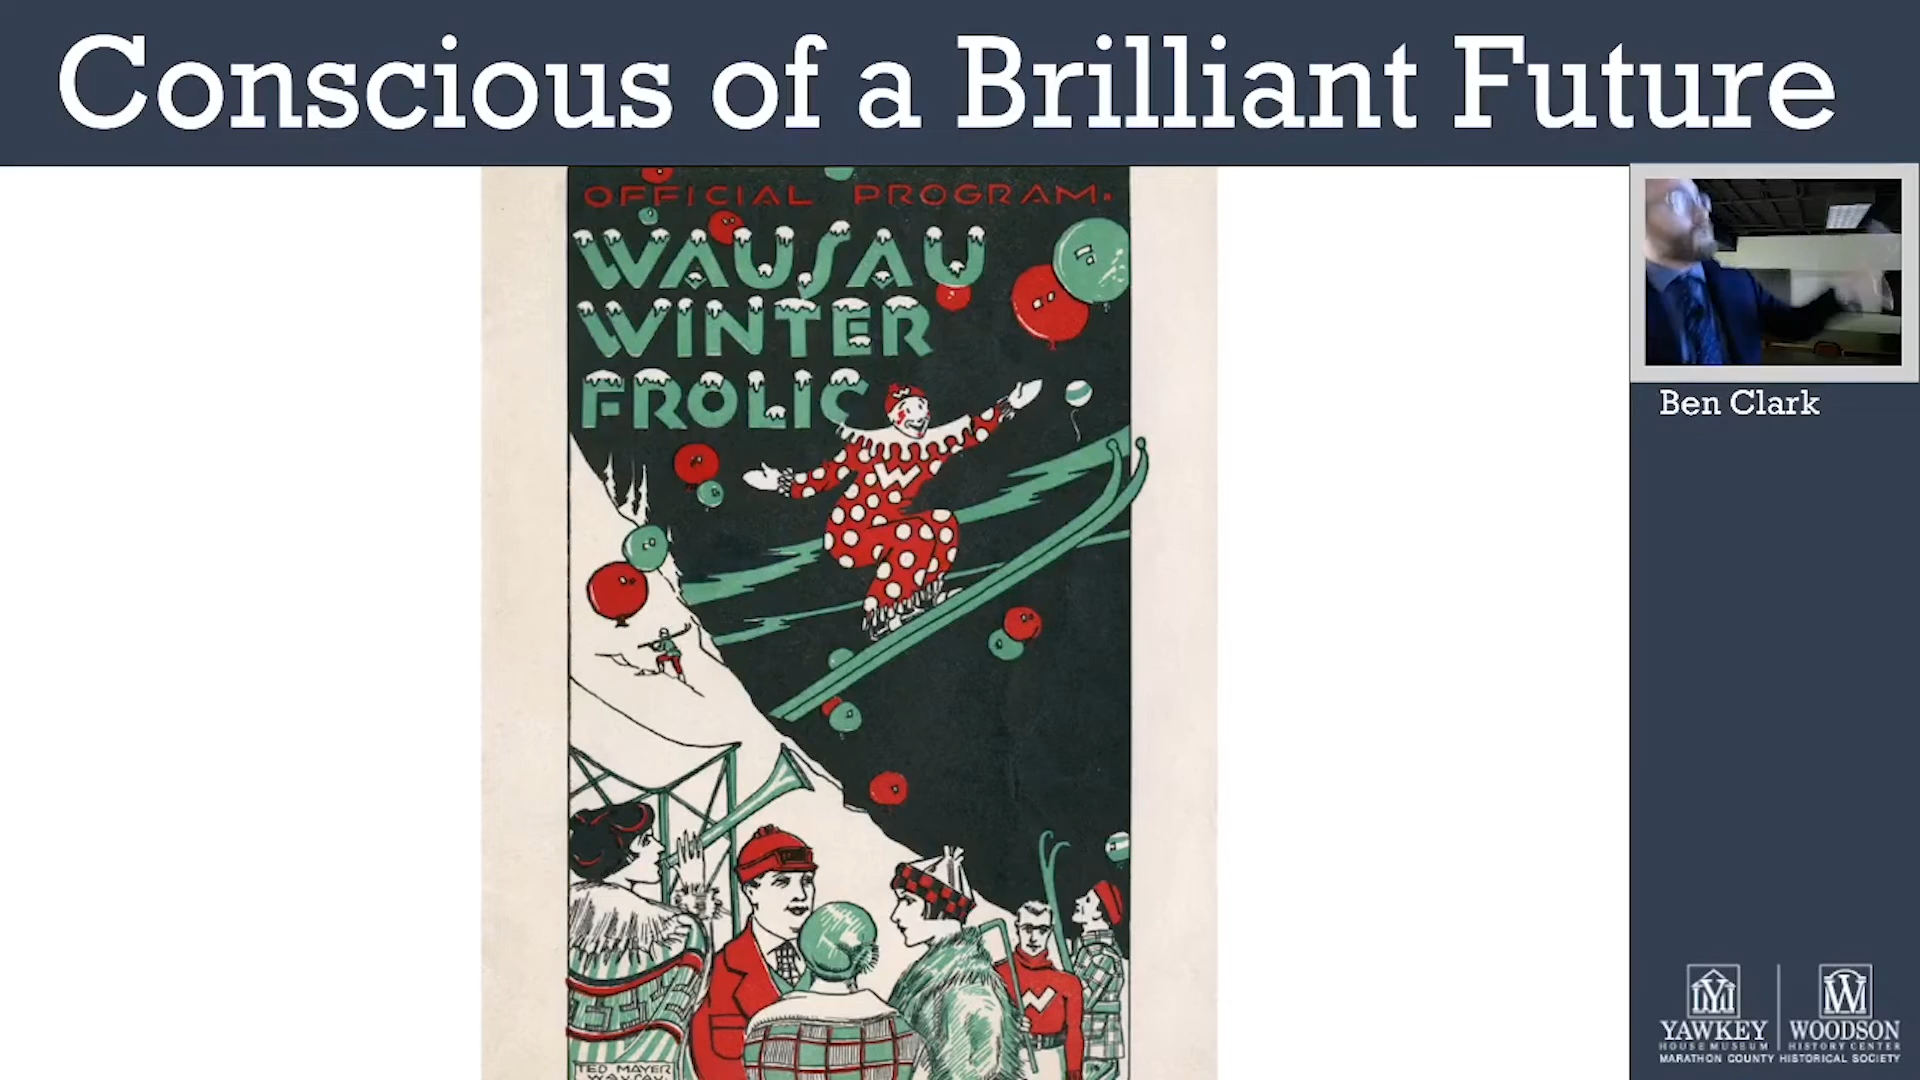 Conscious of a Brilliant Future
OFFICIAL PROGRAM.
WAUSAU
WINTER
FROLIC
W
W
TED MAYER
WAUSAU.
Ben Clark
YAWKEY
HOUSE MUSEUM
WOODSON
HISTORY CENTER
MARATHON COUNTY HISTORICAL SOCIETY